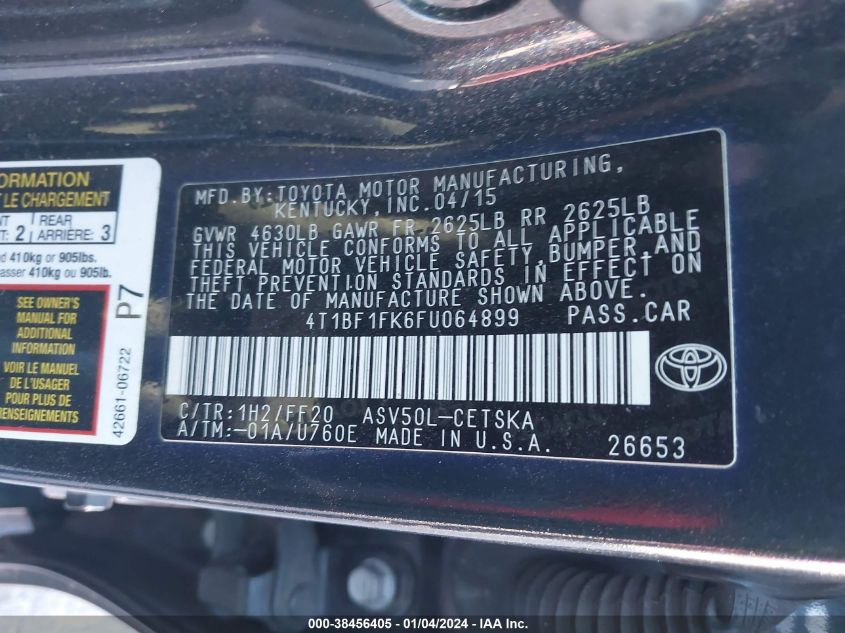 ORMATION
T LE CHARGEMENT
NT REAR
T: 2 ARRIÈRE: 3
d 410kg or 905lbs.
asser 410kg ou 905lb.
SEE OWNER'S
MANUAL FOR
ADDITIONAL
INFORMATION
VOIR LE MANUEL
DE L'USAGER
POUR PLUS DE
RENSEIGNEMENTS
P7
42661-06722
MFD.BY:TOYOTA MOTOR MANUFACTURING,
KENTUCKY, INC.04/15
GVWR 4630LB GAWR FR 2625LB RR 2625LB
THIS VEHICLE CONFORMS TO ALL APPLICABLE
FEDERAL MOTOR VEHICLE SAFETY,BUMPER,AND
THEFT PREVENTION STANDARDS IN EFFECT ON
THE DATE OF MANUFACTURE SHOWN ABOVE.
4T1BF1FK6FU064899 PASS.CAR
C/TR:1H2/FF20 ASV50L-CETSKA
A/TM:-01A/U760E MADE IN U.S.A. 26653
000-38456405 - 01/04/2024 - IAA Inc.